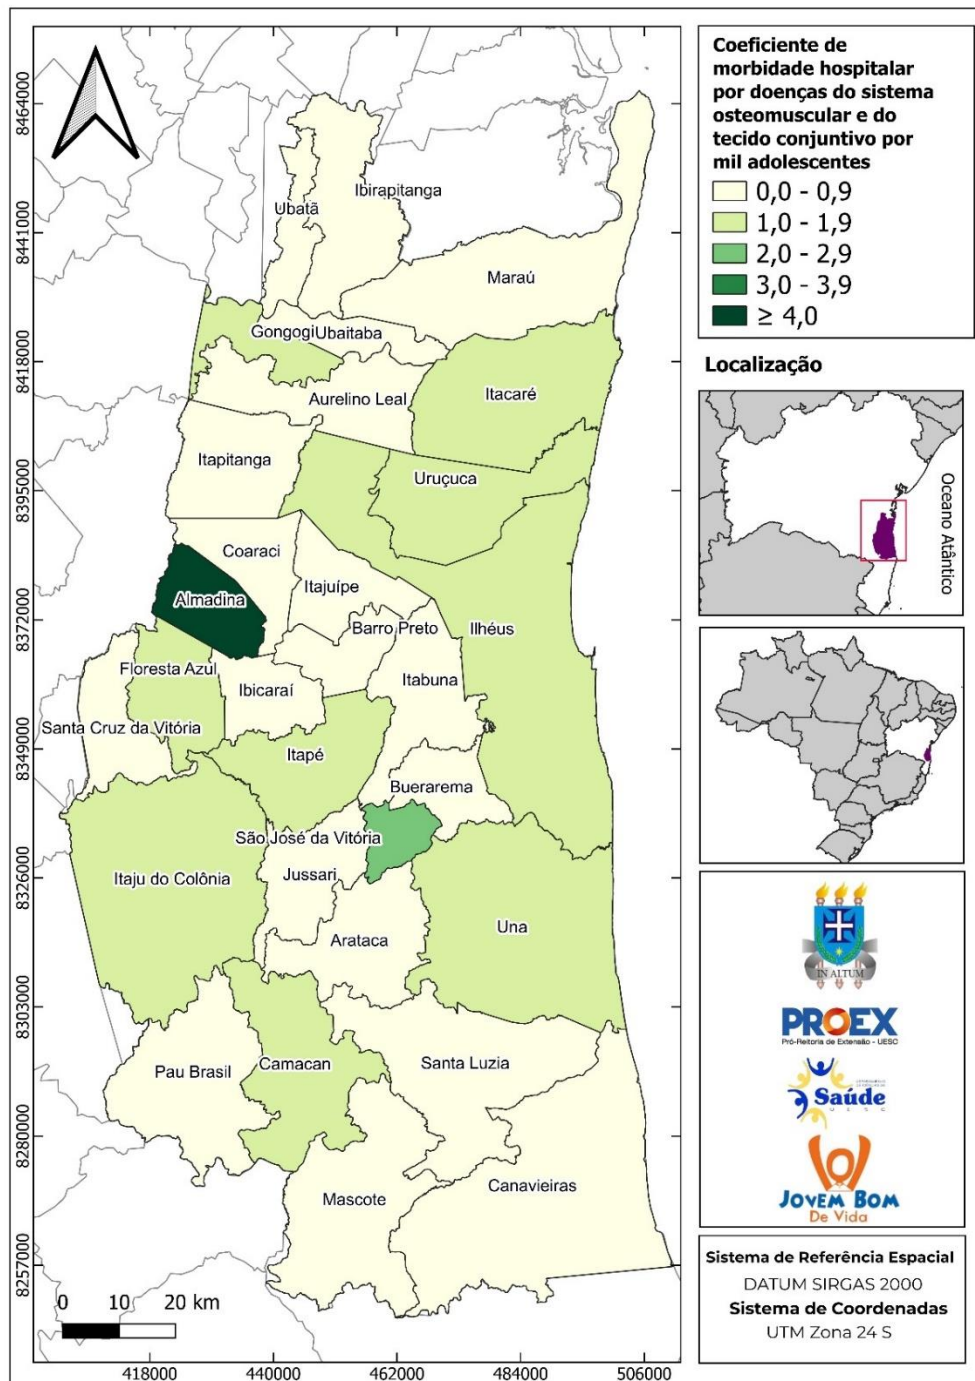 Coeficiente de
morbidade hospitalar
por doenças do sistema
osteomuscular e do
tecido conjuntivo por
mil adolescentes
0,0 - 0,9
1,0 - 1,9
2,0 - 2,9
3,0 - 3,9
≥ 4,0
Localização
Oceano Atântico
IN ALTUM
PROEX
Pró-Reitoria de Extensão - UESC
Saúde
UESC
JOVEM BOM
De Vida
Sistema de Referência Espacial
DATUM SIRGAS 2000
Sistema de Coordenadas
UTM Zona 24 S
8464000
8441000
8418000
8395000
8372000
8349000
8326000
8303000
8280000
8257000
Ibirapitanga
Ubatã
Maraú
Gongogi
Ubaitaba
Aurelino Leal
Itacaré
Itapitanga
Uruçuca
Coaraci
Itajuípe
Almadina
Barro Preto
Ilhéus
Floresta Azul
Ibicaraí
Itabuna
Santa Cruz da Vitória
Itapé
Buerarema
São José da Vitória
Itaju do Colônia
Jussari
Una
Arataca
Pau Brasil
Camacan
Santa Luzia
Mascote
Canavieiras
0 10 20 km
418000 440000 462000 484000 506000